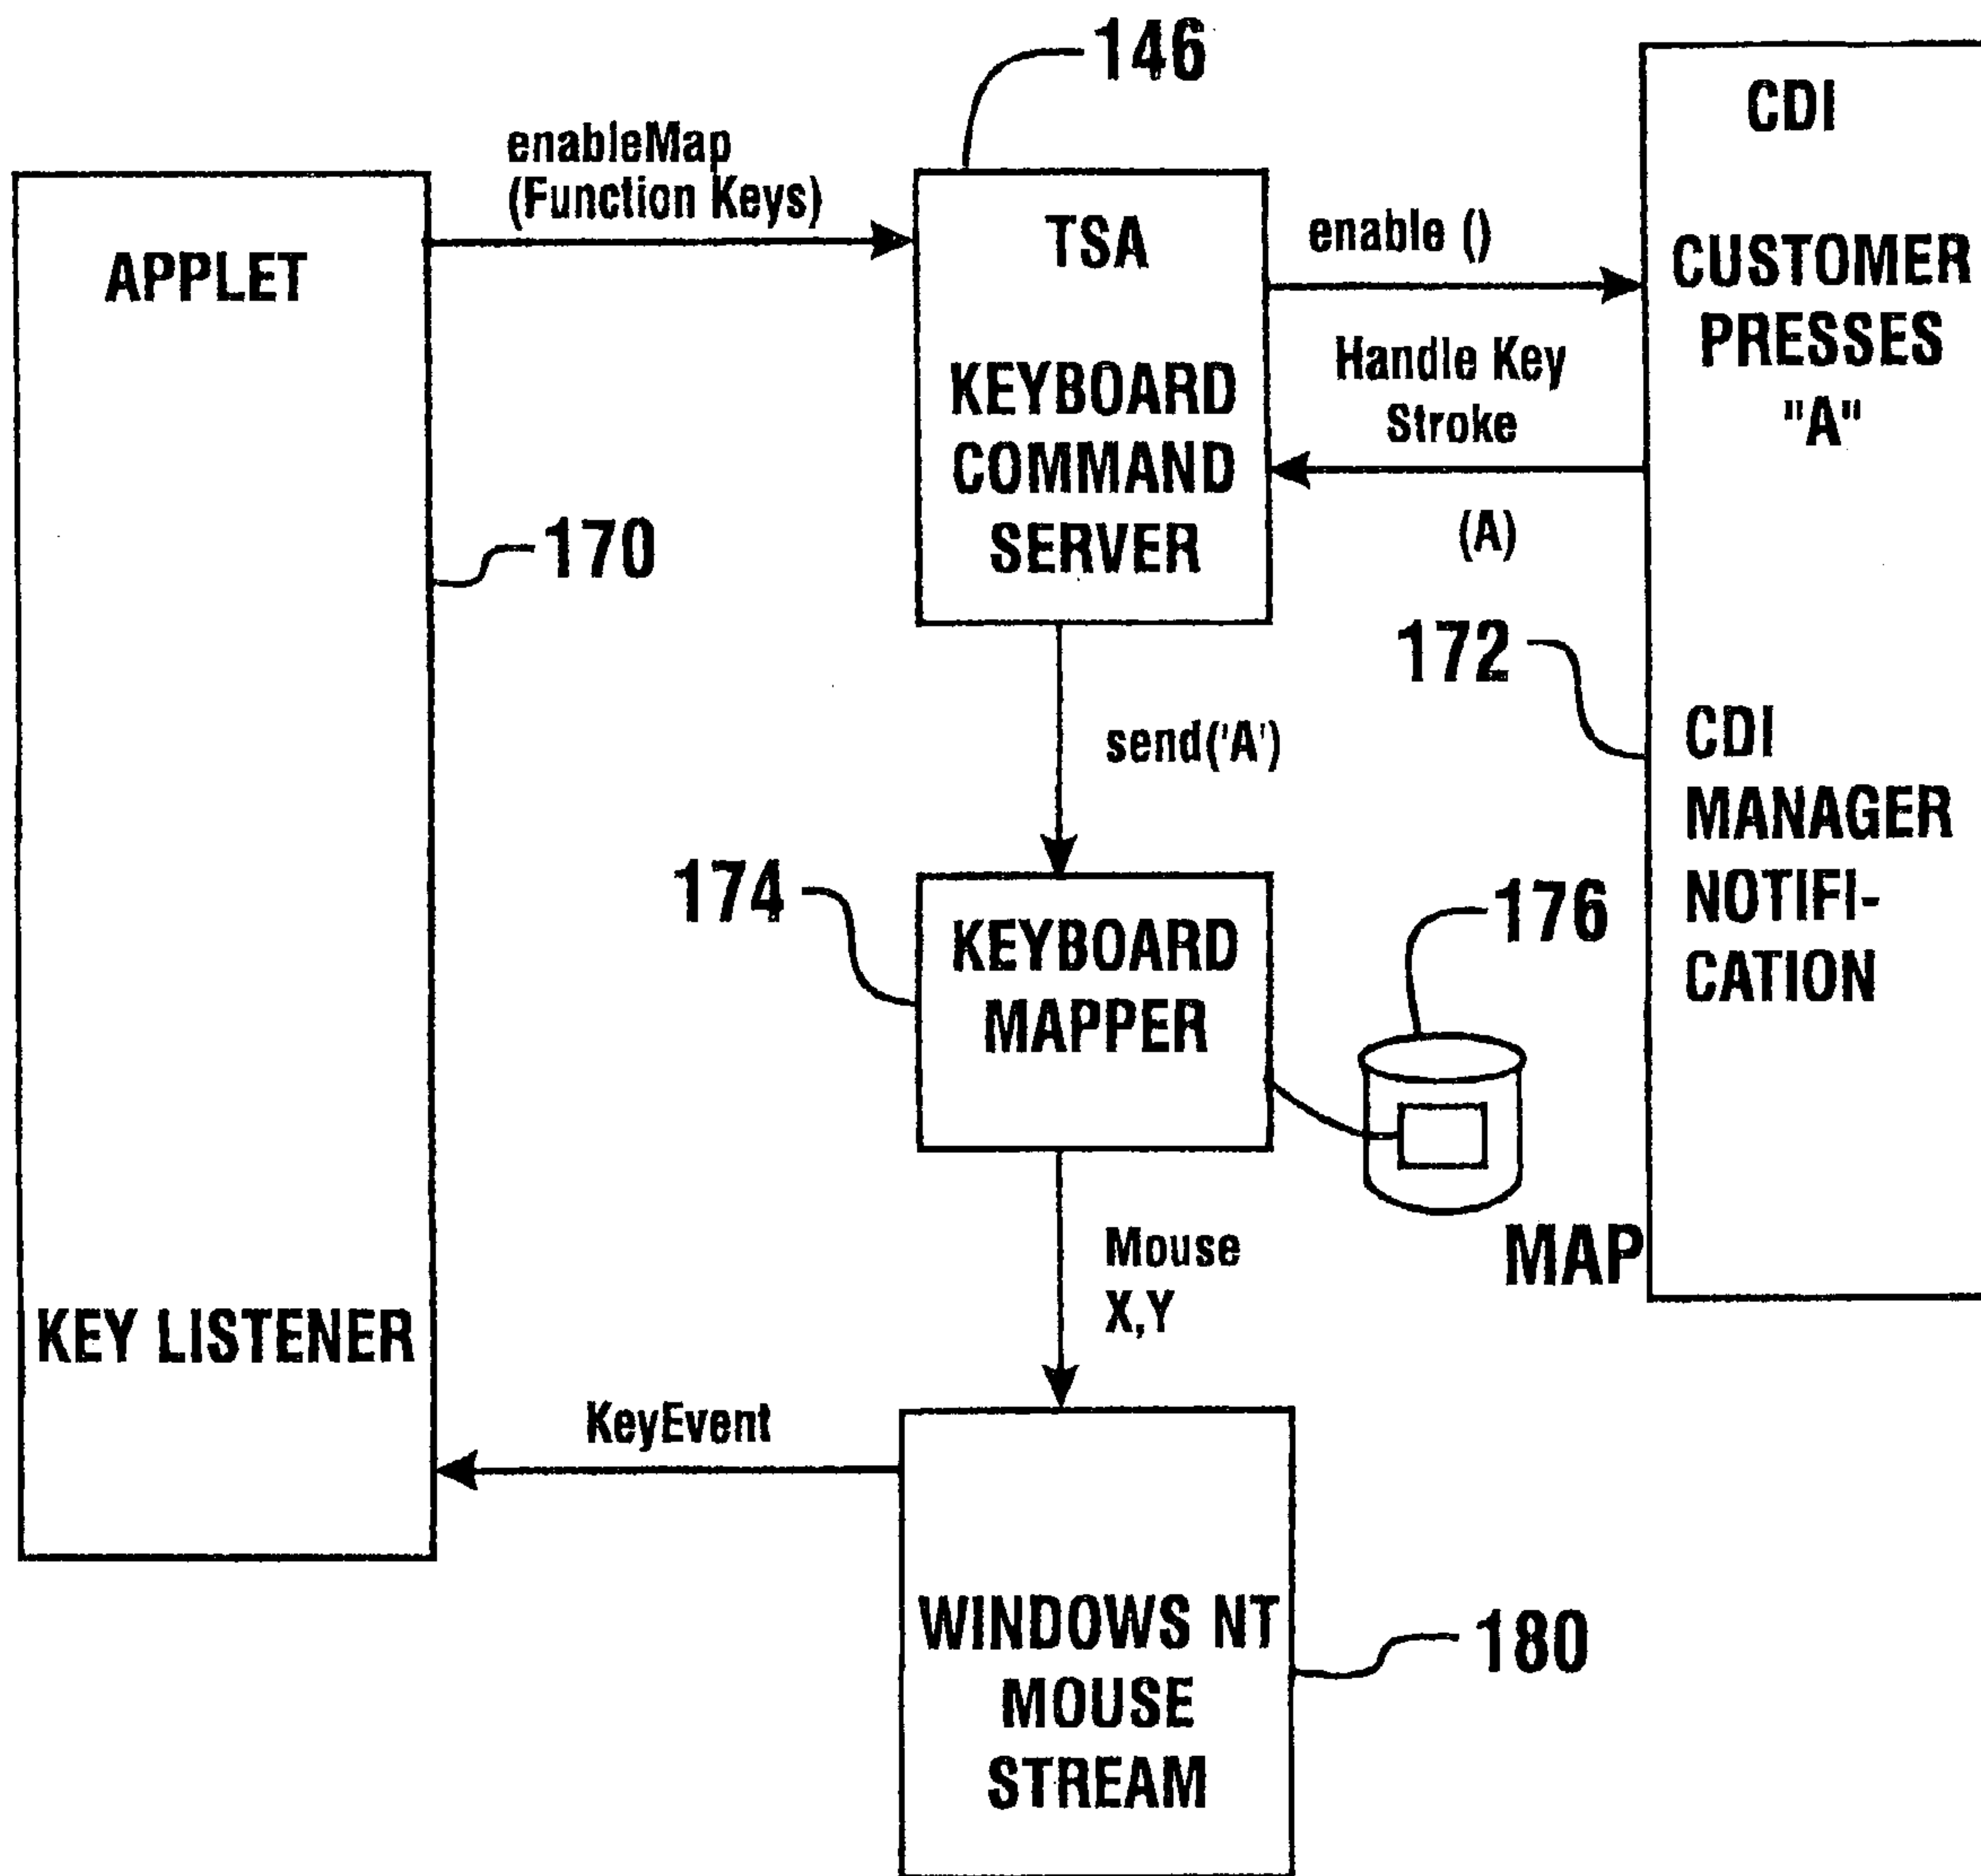 146
CDI
enableMap
(Function Keys)
APPLET
TSA
enable ()
CUSTOMER
PRESSES
"A"
KEYBOARD
COMMAND
SERVER
Handle Key
Stroke
(A)
170
172
send('A')
CDI
MANAGER
NOTIFI-
CATION
174
KEYBOARD
MAPPER
176
MAP
Mouse
X,Y
KEY LISTENER
KeyEvent
WINDOWS NT
MOUSE
STREAM
180